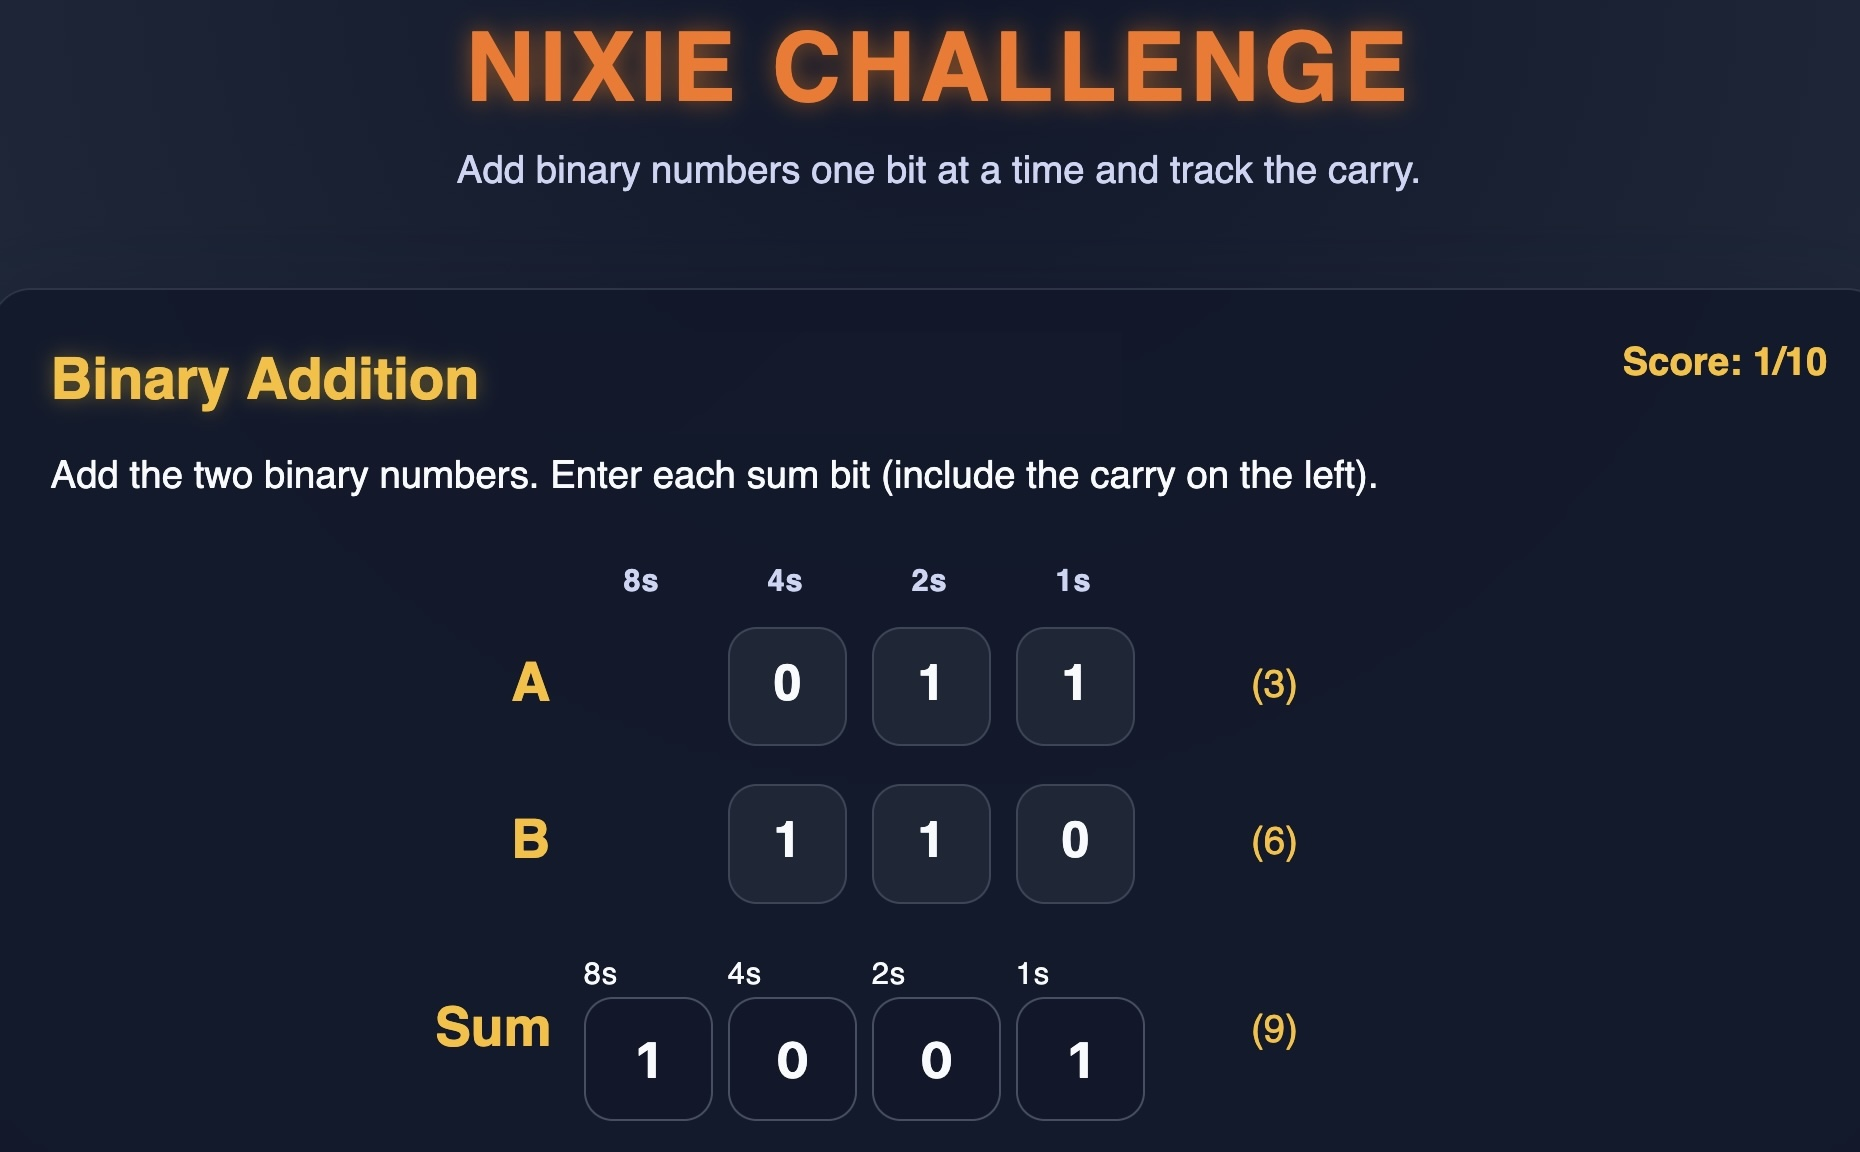 NIXIE CHALLENGE
Add binary numbers one bit at a time and track the carry.
Binary Addition
Score: 1/10
Add the two binary numbers. Enter each sum bit (include the carry on the left).
8s 4s 2s 1s
A 0 1 1 (3)
B 1 1 0 (6)
8s 4s 2s 1s
Sum 1 0 0 1 (9)